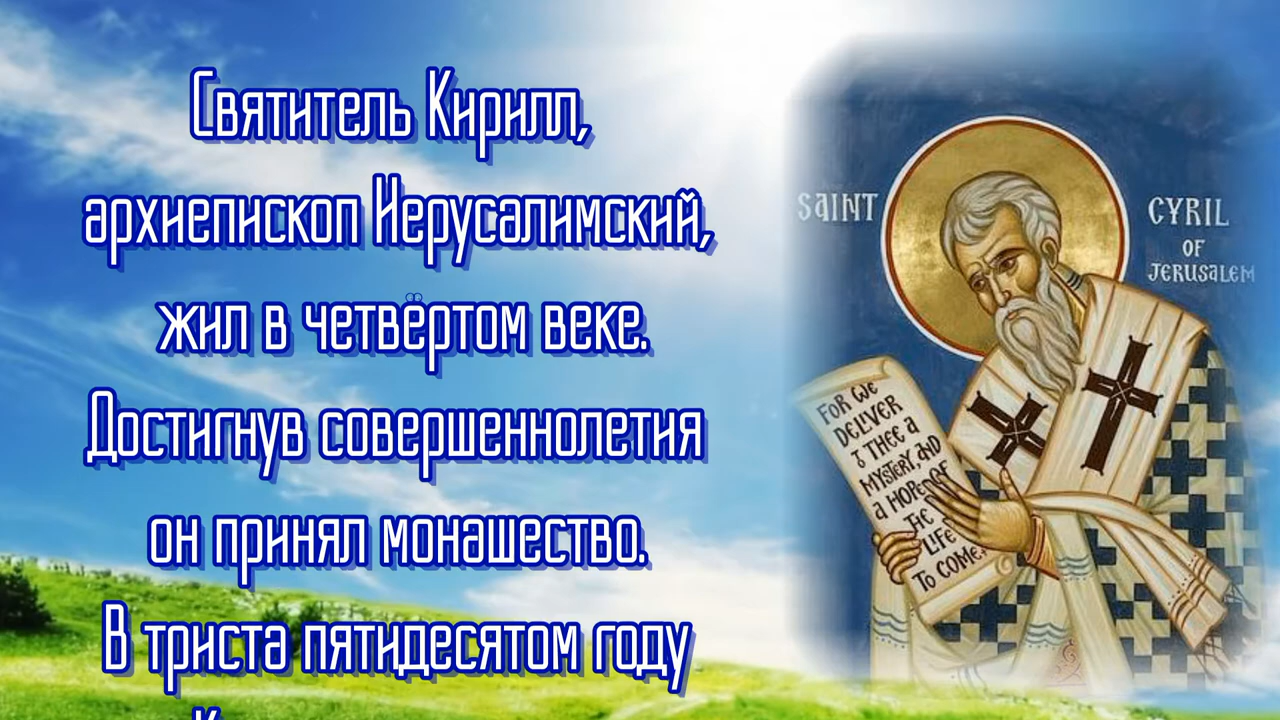 Святитель Кирилл,
архиепископ Иерусалимский,
жил в четвёртом веке.
Достигнув совершеннолетия
он принял монашество.
В триста пятидесятом году
SAINT
CYRIL
OF
JERUSALEM
FOR WE
DELIVER
T THEE A
MYSTERY, AND
A HOPE OF
THE
LIFE
TO COME.